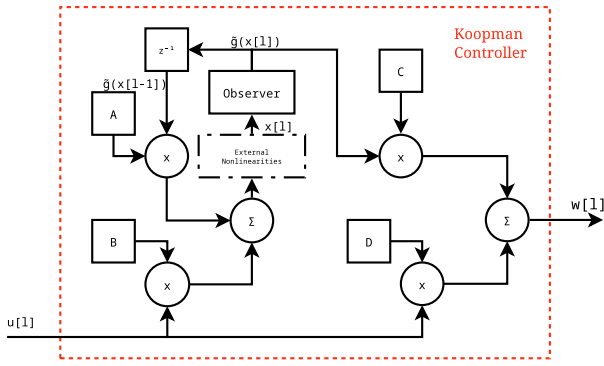 g̃(x[l])
Koopman
Controller
z⁻¹
C
g̃(x[l-1])
Observer
A
x[l]
External
Nonlinearities
x
x
w[l]
Σ
Σ
B
D
x
x
u[l]